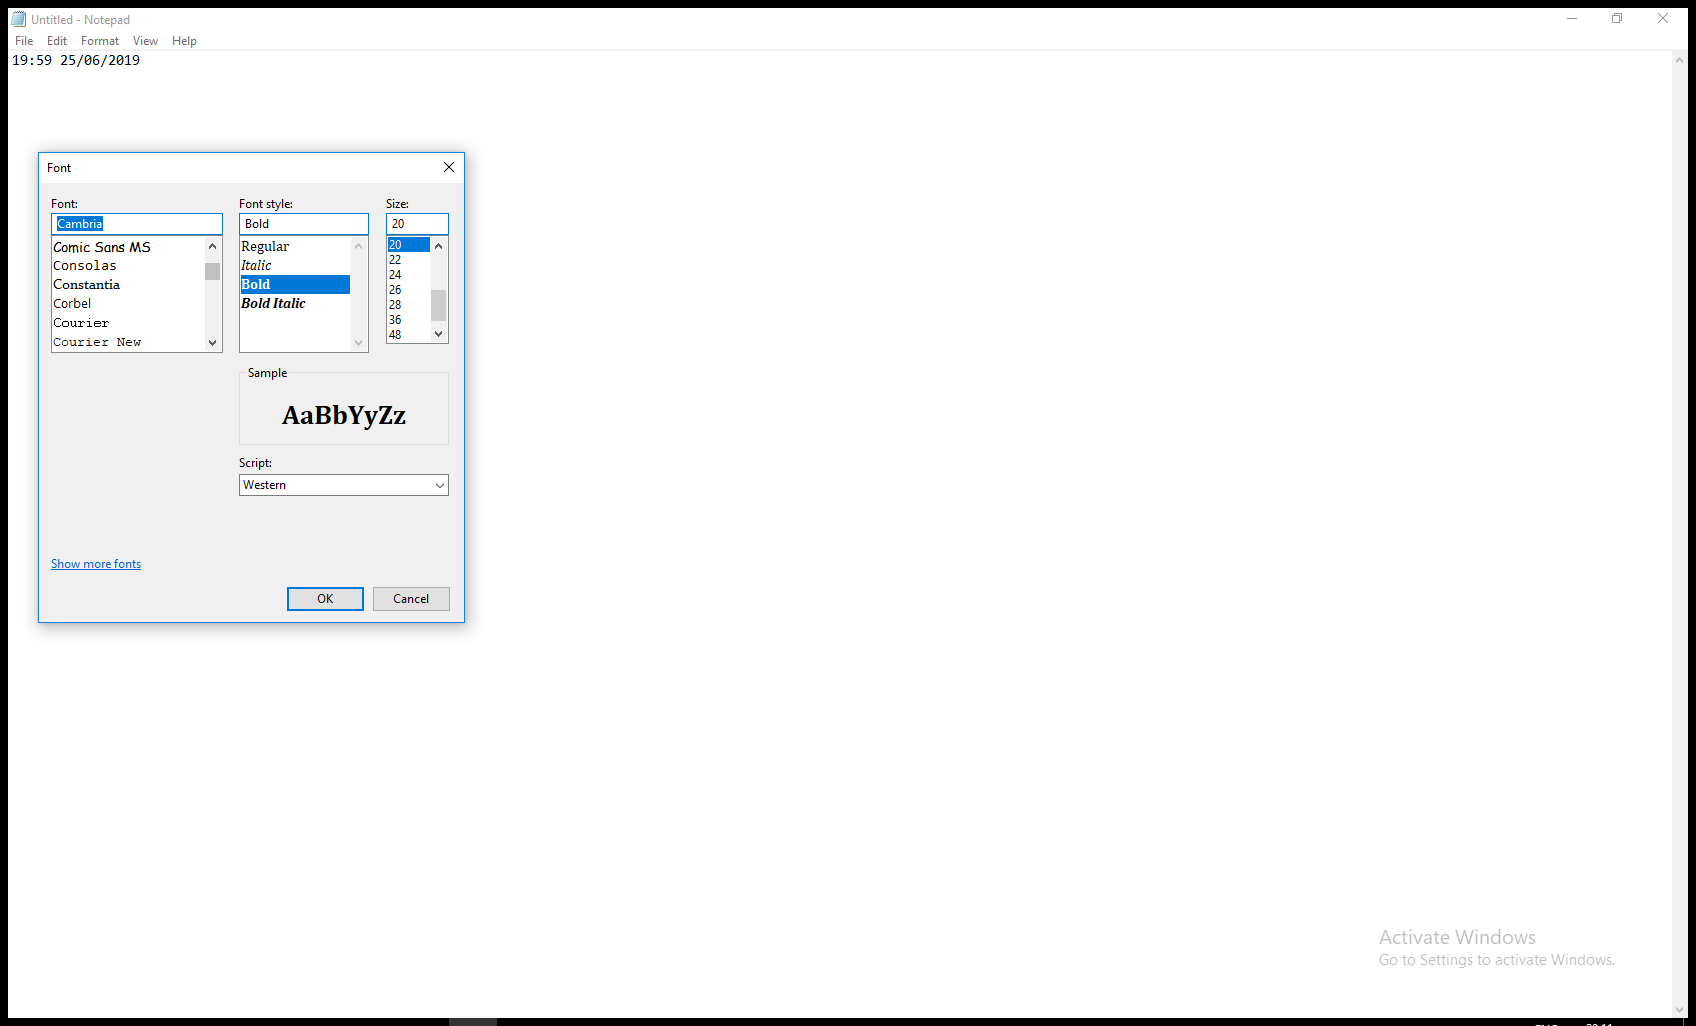 Untitled - Notepad
File Edit Format View Help
19:59 25/06/2019
Font
Font: Font style: Size:
Cambria Bold 20
Comic Sans MS
Consolas
Constantia
Corbel
Courier
Courier New
Regular
Italic
Bold
Bold Italic
20
22
24
26
28
36
48
Sample
AaBbYyZz
Script:
Western
Show more fonts
OK Cancel
Activate Windows
Go to Settings to activate Windows.